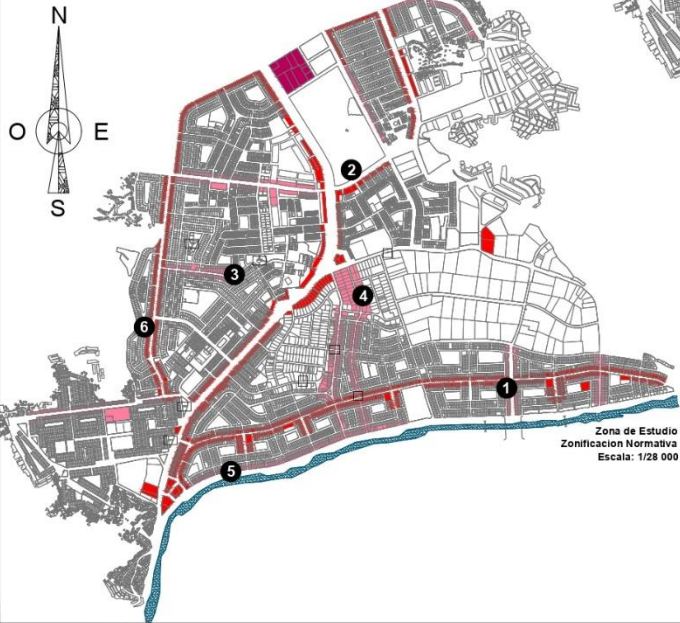 N
O E
S
2
3
4
6
1
5
Zona de Estudio
Zonificacion Normativa
Escala: 1/28 000